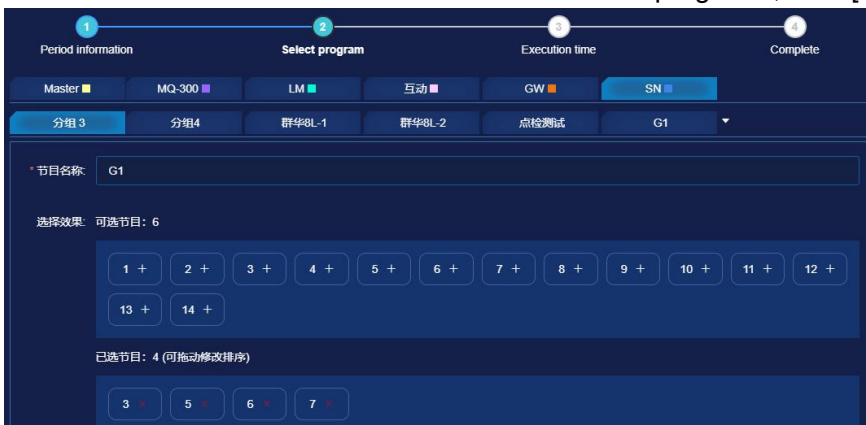 1 2 3 4
Period information Select program Execution time Complete
Master MQ-300 LM 互动 GW SN
分组 3 分组4 群华8L-1 群华8L-2 点检测试 G1
*节目名称: G1
选择效果: 可选节目：6
1 + 2 + 3 + 4 + 5 + 6 + 7 + 8 + 9 + 10 + 11 + 12 +
13 + 14 +
已选节目：4 (可拖动修改排序)
3 × 5 × 6 × 7 ×